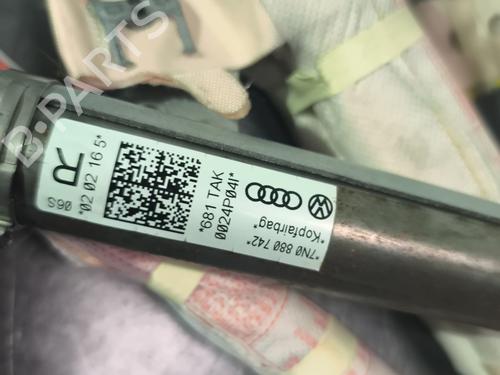 *7N0 880 742*
*Kopfairbag*
*681 TAK
0024P04I*
*02 02 16 5*
06S
R
B-PARTS